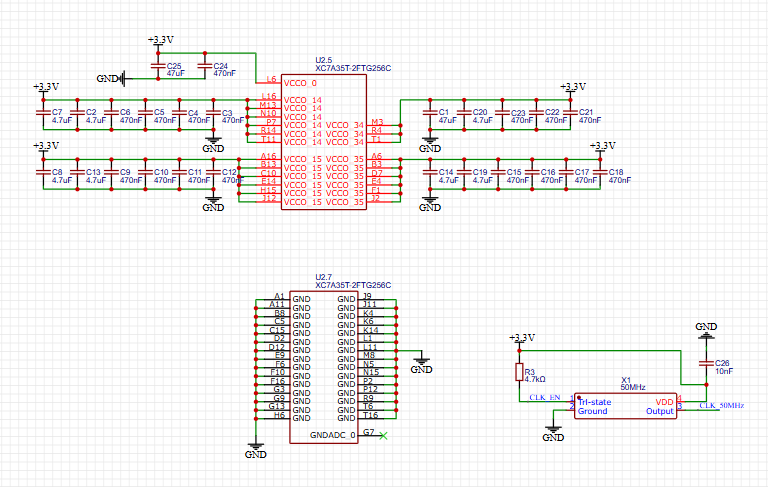 +3.3V
C25
47uF
C24
470nF
GND
U2.5
XC7A35T-2FTG256C
L6 VCCO_0
+3.3V
C7
4.7uF
C2
4.7uF
C6
470nF
C5
470nF
C4
470nF
C3
470nF
GND
L16 VCCO_14
M13 VCCO_14
N10 VCCO_14
P7 VCCO_14 VCCO_34 M3
R14 VCCO_14 VCCO_34 R4
T11 VCCO_14 VCCO_34 T1
+3.3V
C1
47uF
C20
4.7uF
C23
470nF
C22
470nF
C21
470nF
GND
+3.3V
C8
4.7uF
C13
4.7uF
C9
470nF
C10
470nF
C11
470nF
C12
470nF
GND
A16 VCCO_15 VCCO_35 A6
B13 VCCO_15 VCCO_35 B3
C10 VCCO_15 VCCO_35 D7
E14 VCCO_15 VCCO_35 E4
H15 VCCO_15 VCCO_35 F1
J12 VCCO_15 VCCO_35 J2
+3.3V
C14
4.7uF
C19
4.7uF
C15
470nF
C16
470nF
C17
470nF
C18
470nF
GND
U2.7
XC7A35T-2FTG256C
A1 GND GND J9
A11 GND GND J11
B8 GND GND K4
C5 GND GND K6
C15 GND GND K14
D2 GND GND L1
D12 GND GND L11
E9 GND GND M8
F6 GND GND N5
F10 GND GND N15
F16 GND GND P2
G3 GND GND P12
G9 GND GND R9
G13 GND GND T6
H6 GND GND T16
GNDADC_0 G7
GND
GND
+3.3V
R3
4.7kΩ
CLK_EN
GND
C26
10nF
X1
50MHz
1 Tri-state VDD 4
2 Ground Output 3
CLK_50MHz
GND